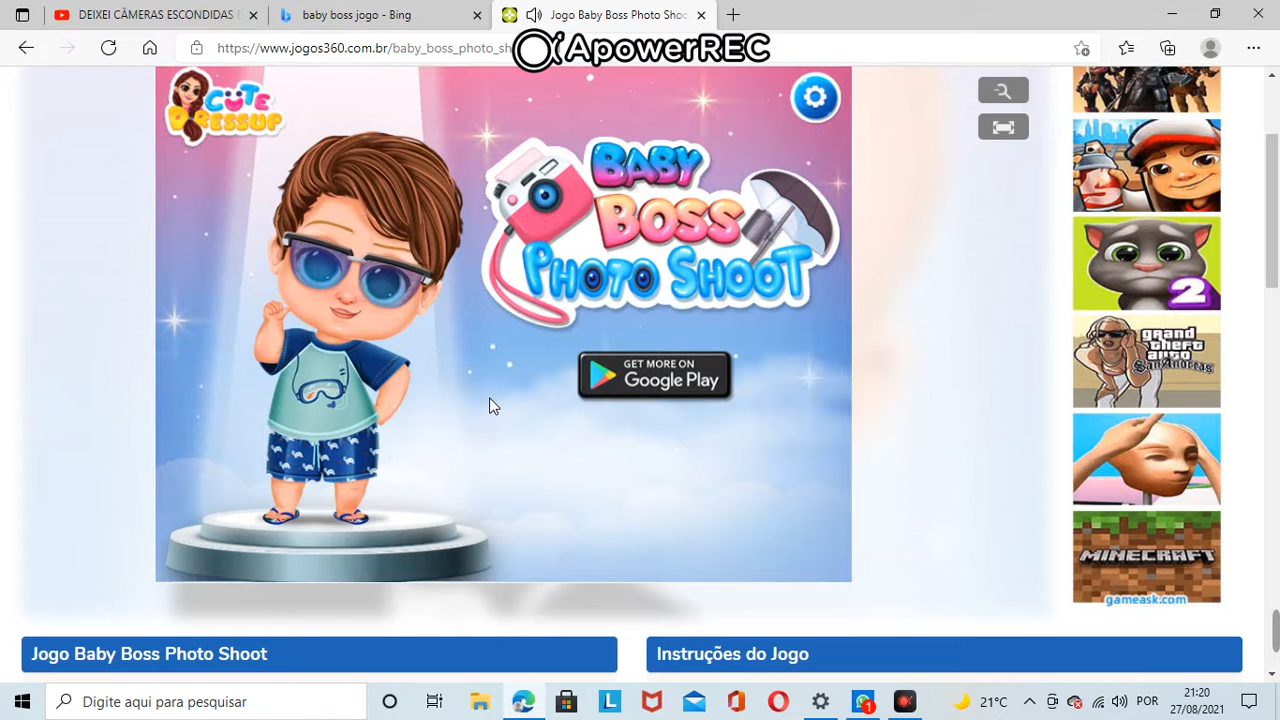 DEIXEI CÂMERAS ESCONDIDAS E
baby boss jogo - Bing
Jogo Baby Boss Photo Shoo
https://www.jogos360.com.br/baby_boss_photo_sh
ApowerREC
CUTE
DRESSUP
BABY
BOSS
PHOTO SHOOT
GET MORE ON
Google Play
2
grand
theft
auto
San Andreas
MINECRAFT
gameask.com
Jogo Baby Boss Photo Shoot
Instruções do Jogo
Digite aqui para pesquisar
L
1
21°C
POR
21:20
27/08/2021